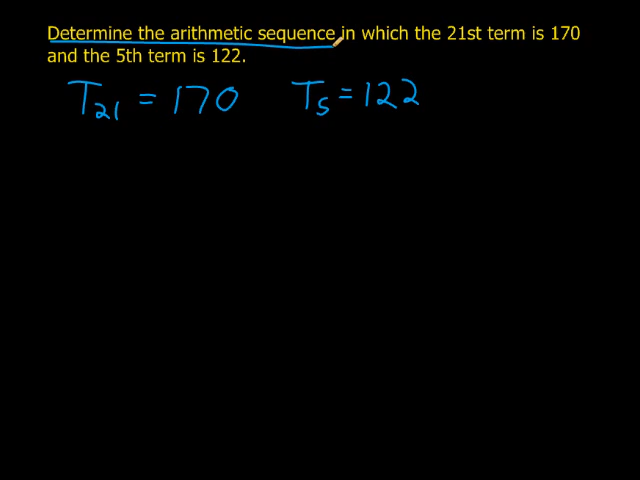 Determine the arithmetic sequence in which the 21st term is 170
and the 5th term is 122.
T₂₁ = 170 T₅ = 122